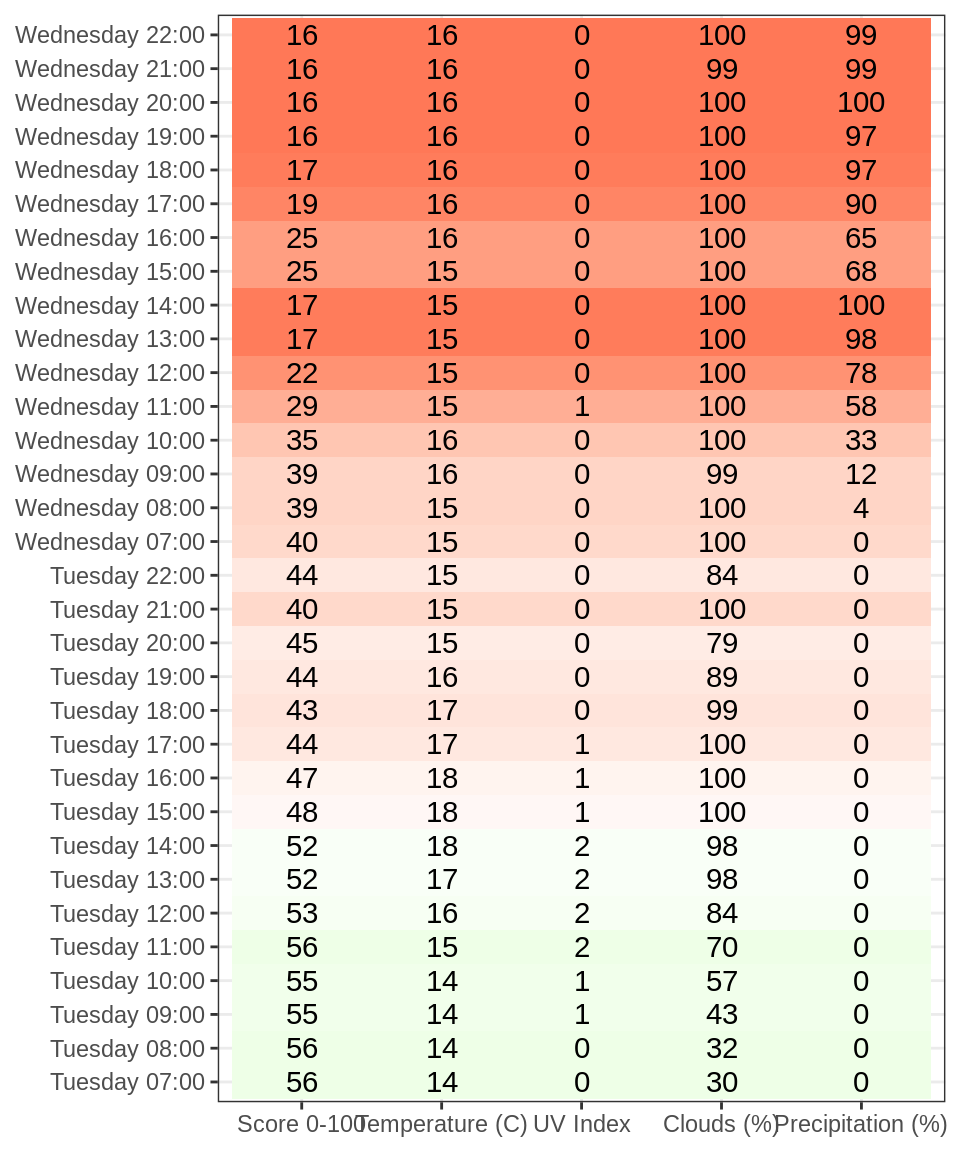 Wednesday 22:00 16 16 0 100 99
Wednesday 21:00 16 16 0 99 99
Wednesday 20:00 16 16 0 100 100
Wednesday 19:00 16 16 0 100 97
Wednesday 18:00 17 16 0 100 97
Wednesday 17:00 19 16 0 100 90
Wednesday 16:00 25 16 0 100 65
Wednesday 15:00 25 15 0 100 68
Wednesday 14:00 17 15 0 100 100
Wednesday 13:00 17 15 0 100 98
Wednesday 12:00 22 15 0 100 78
Wednesday 11:00 29 15 1 100 58
Wednesday 10:00 35 16 0 100 33
Wednesday 09:00 39 16 0 99 12
Wednesday 08:00 39 15 0 100 4
Wednesday 07:00 40 15 0 100 0
Tuesday 22:00 44 15 0 84 0
Tuesday 21:00 40 15 0 100 0
Tuesday 20:00 45 15 0 79 0
Tuesday 19:00 44 16 0 89 0
Tuesday 18:00 43 17 0 99 0
Tuesday 17:00 44 17 1 100 0
Tuesday 16:00 47 18 1 100 0
Tuesday 15:00 48 18 1 100 0
Tuesday 14:00 52 18 2 98 0
Tuesday 13:00 52 17 2 98 0
Tuesday 12:00 53 16 2 84 0
Tuesday 11:00 56 15 2 70 0
Tuesday 10:00 55 14 1 57 0
Tuesday 09:00 55 14 1 43 0
Tuesday 08:00 56 14 0 32 0
Tuesday 07:00 56 14 0 30 0
Score 0-100 Temperature (C) UV Index Clouds (%) Precipitation (%)